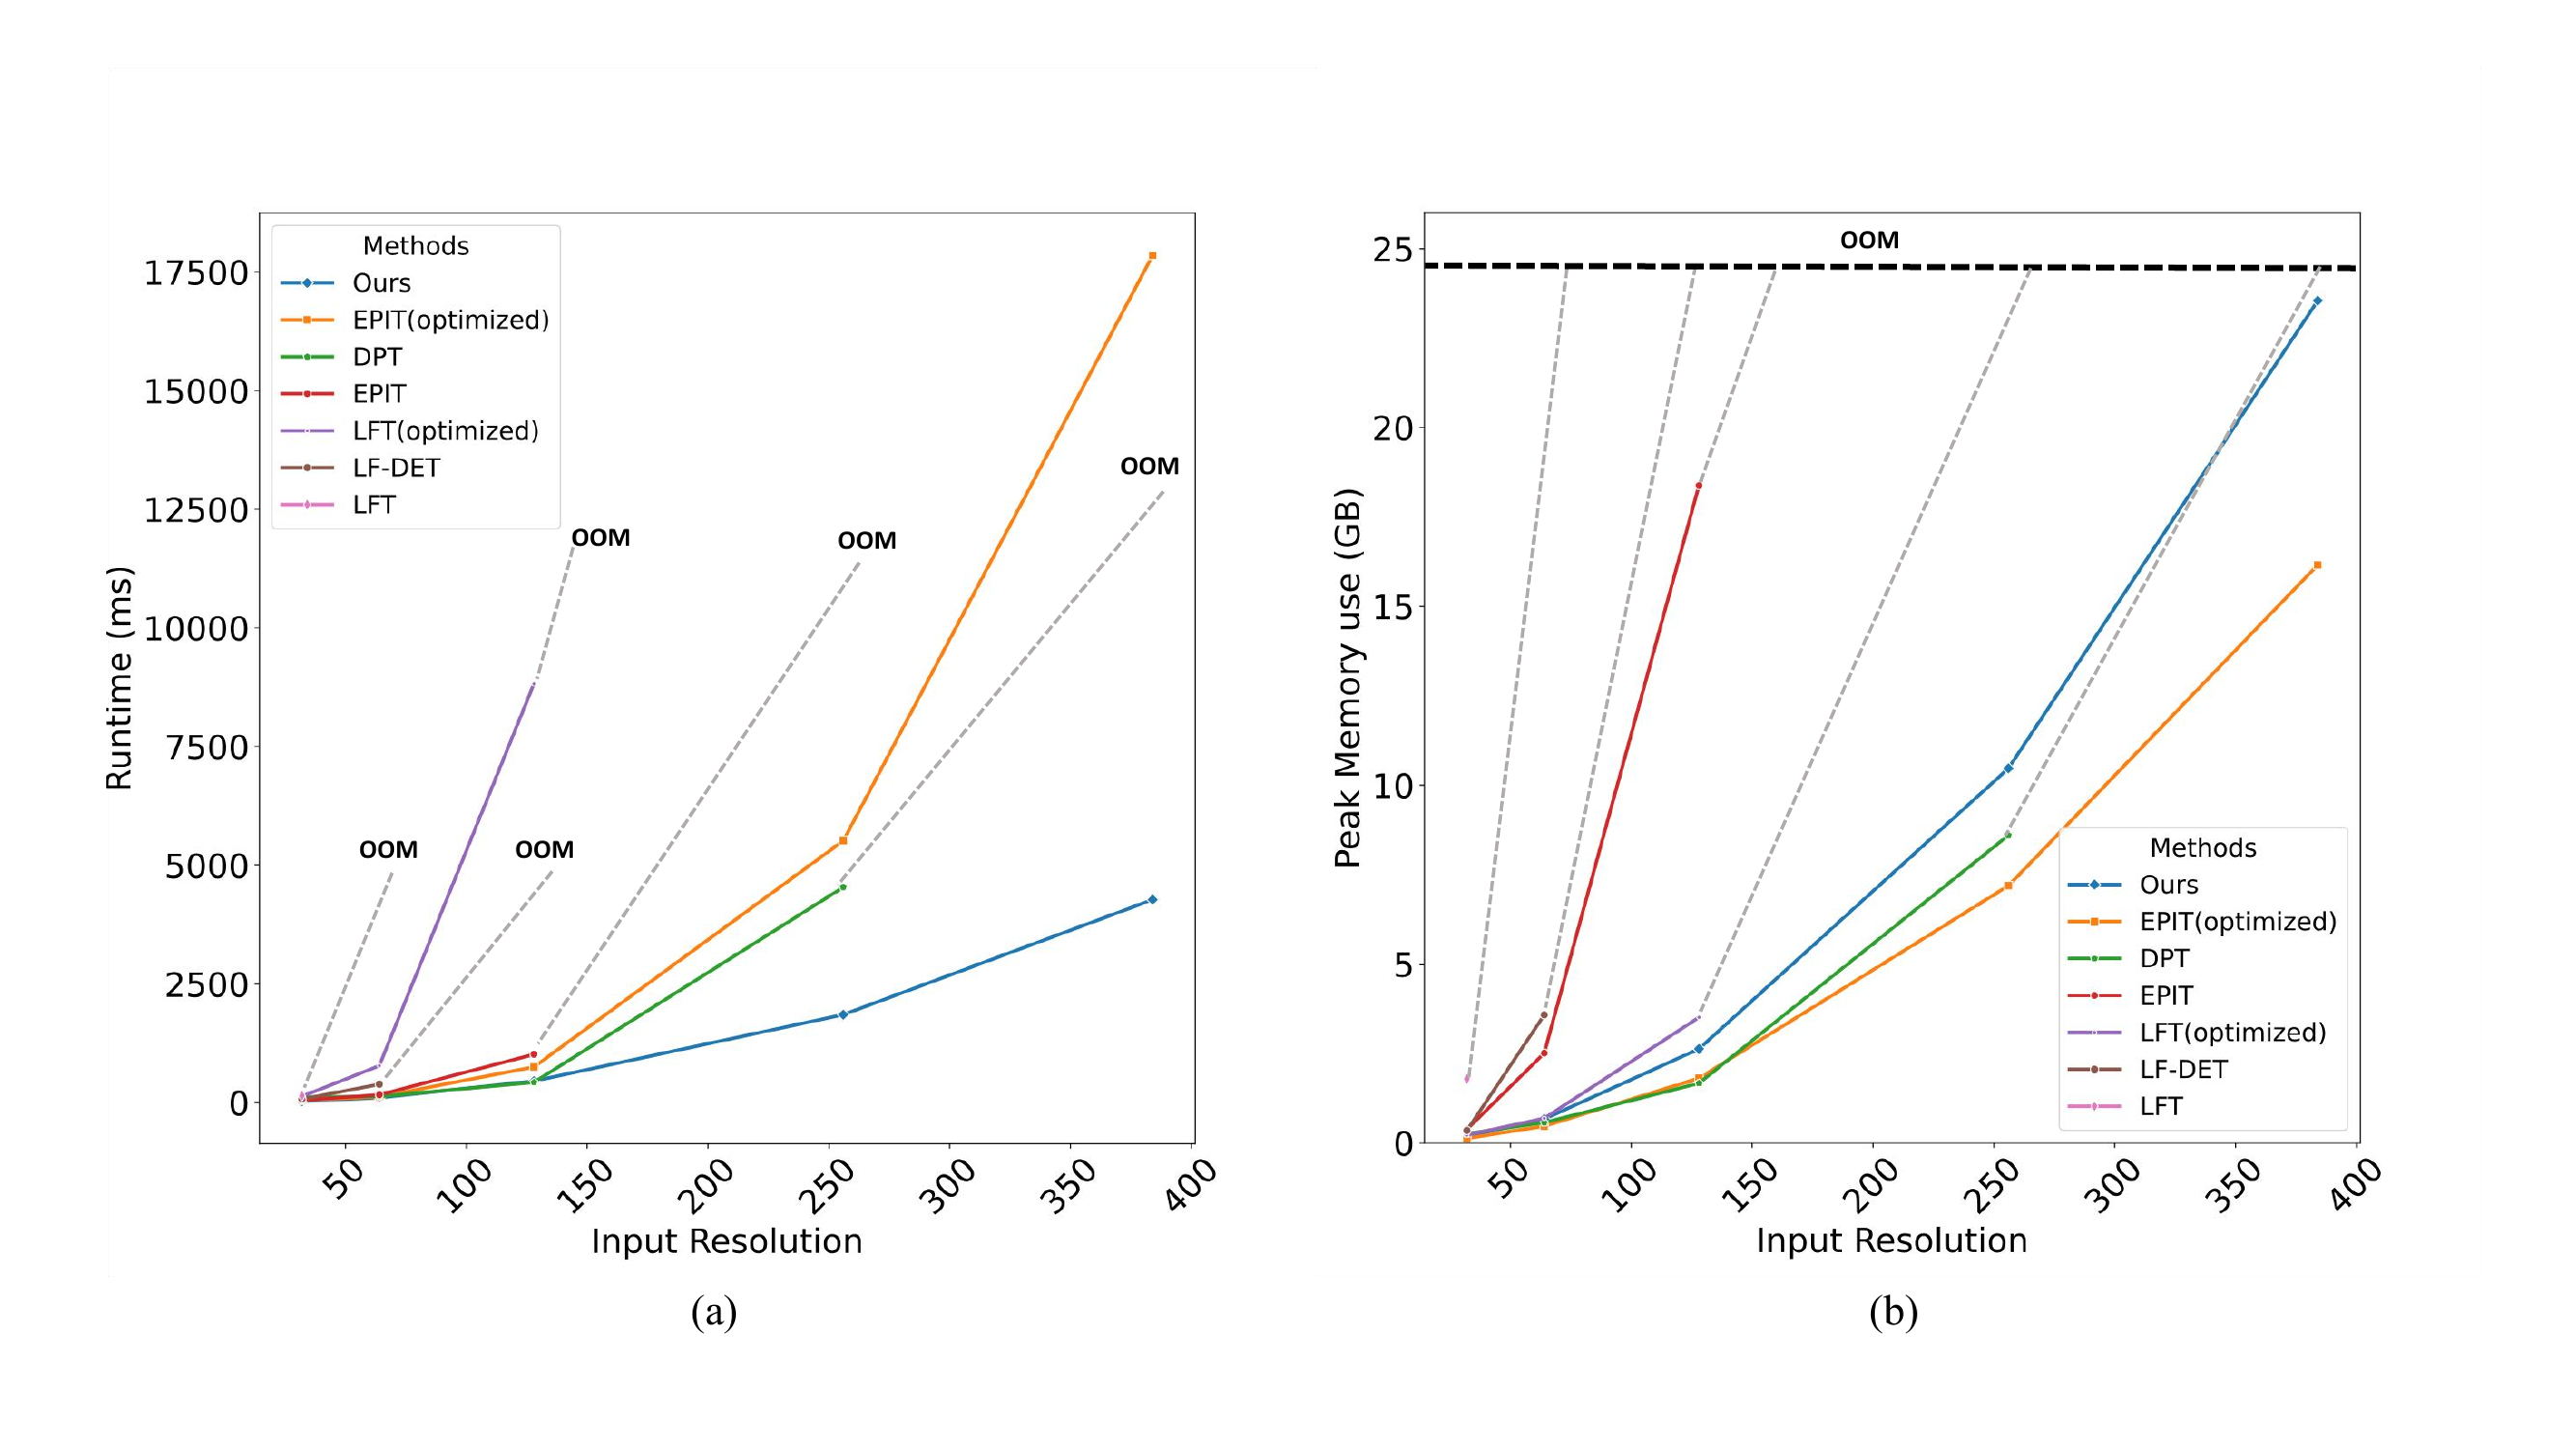 Methods
Ours
EPIT(optimized)
DPT
EPIT
LFT(optimized)
LF-DET
LFT
OOM
OOM
OOM
OOM
OOM
17500
15000
12500
10000
7500
5000
2500
0
Runtime (ms)
50
100
150
200
250
300
350
400
Input Resolution
(a)
OOM
25
20
15
10
5
0
Peak Memory use (GB)
Methods
Ours
EPIT(optimized)
DPT
EPIT
LFT(optimized)
LF-DET
LFT
50
100
150
200
250
300
350
400
Input Resolution
(b)